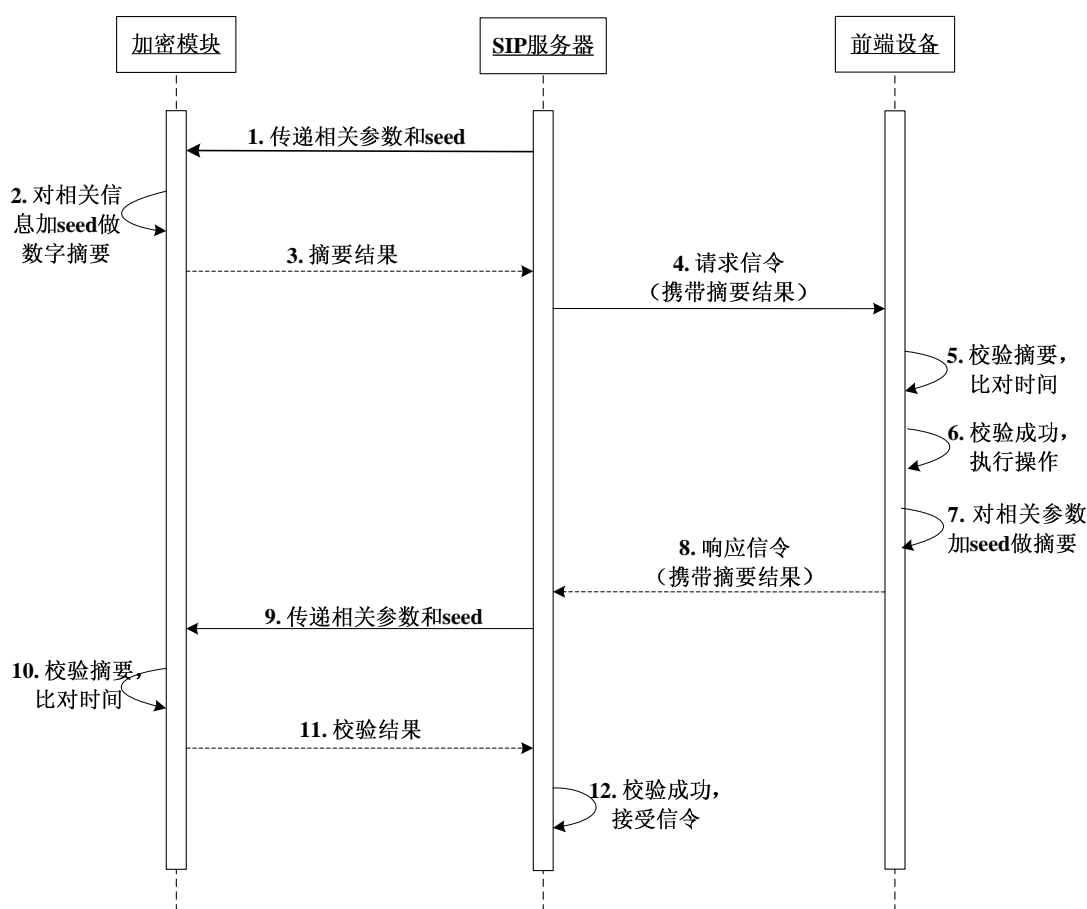 加密模块
SIP服务器
前端设备
1. 传递相关参数和seed
2. 对相关信
息加seed做
数字摘要
3. 摘要结果
4. 请求信令
（携带摘要结果）
5. 校验摘要，
比对时间
6. 校验成功，
执行操作
7. 对相关参数
加seed做摘要
8. 响应信令
（携带摘要结果）
9. 传递相关参数和seed
10. 校验摘要，
比对时间
11. 校验结果
12. 校验成功，
接受信令